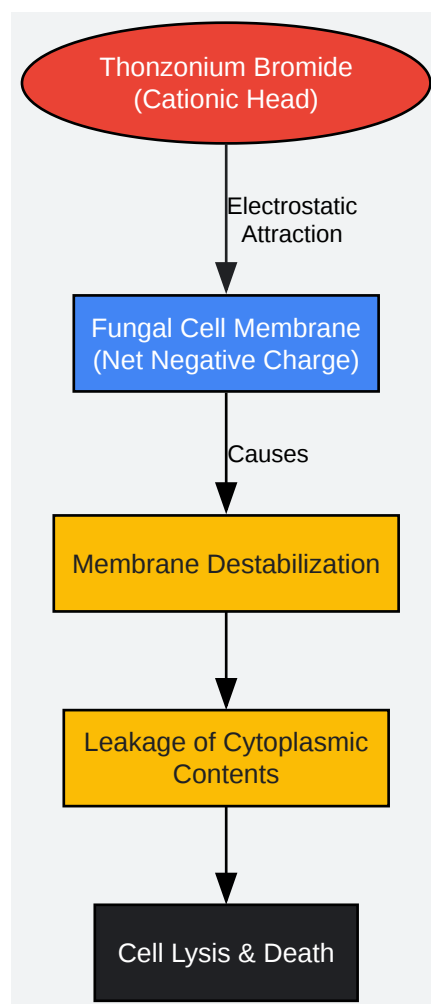 Thonzonium Bromide
(Cationic Head)
Electrostatic
Attraction
Fungal Cell Membrane
(Net Negative Charge)
Causes
Membrane Destabilization
Leakage of Cytoplasmic
Contents
Cell Lysis & Death